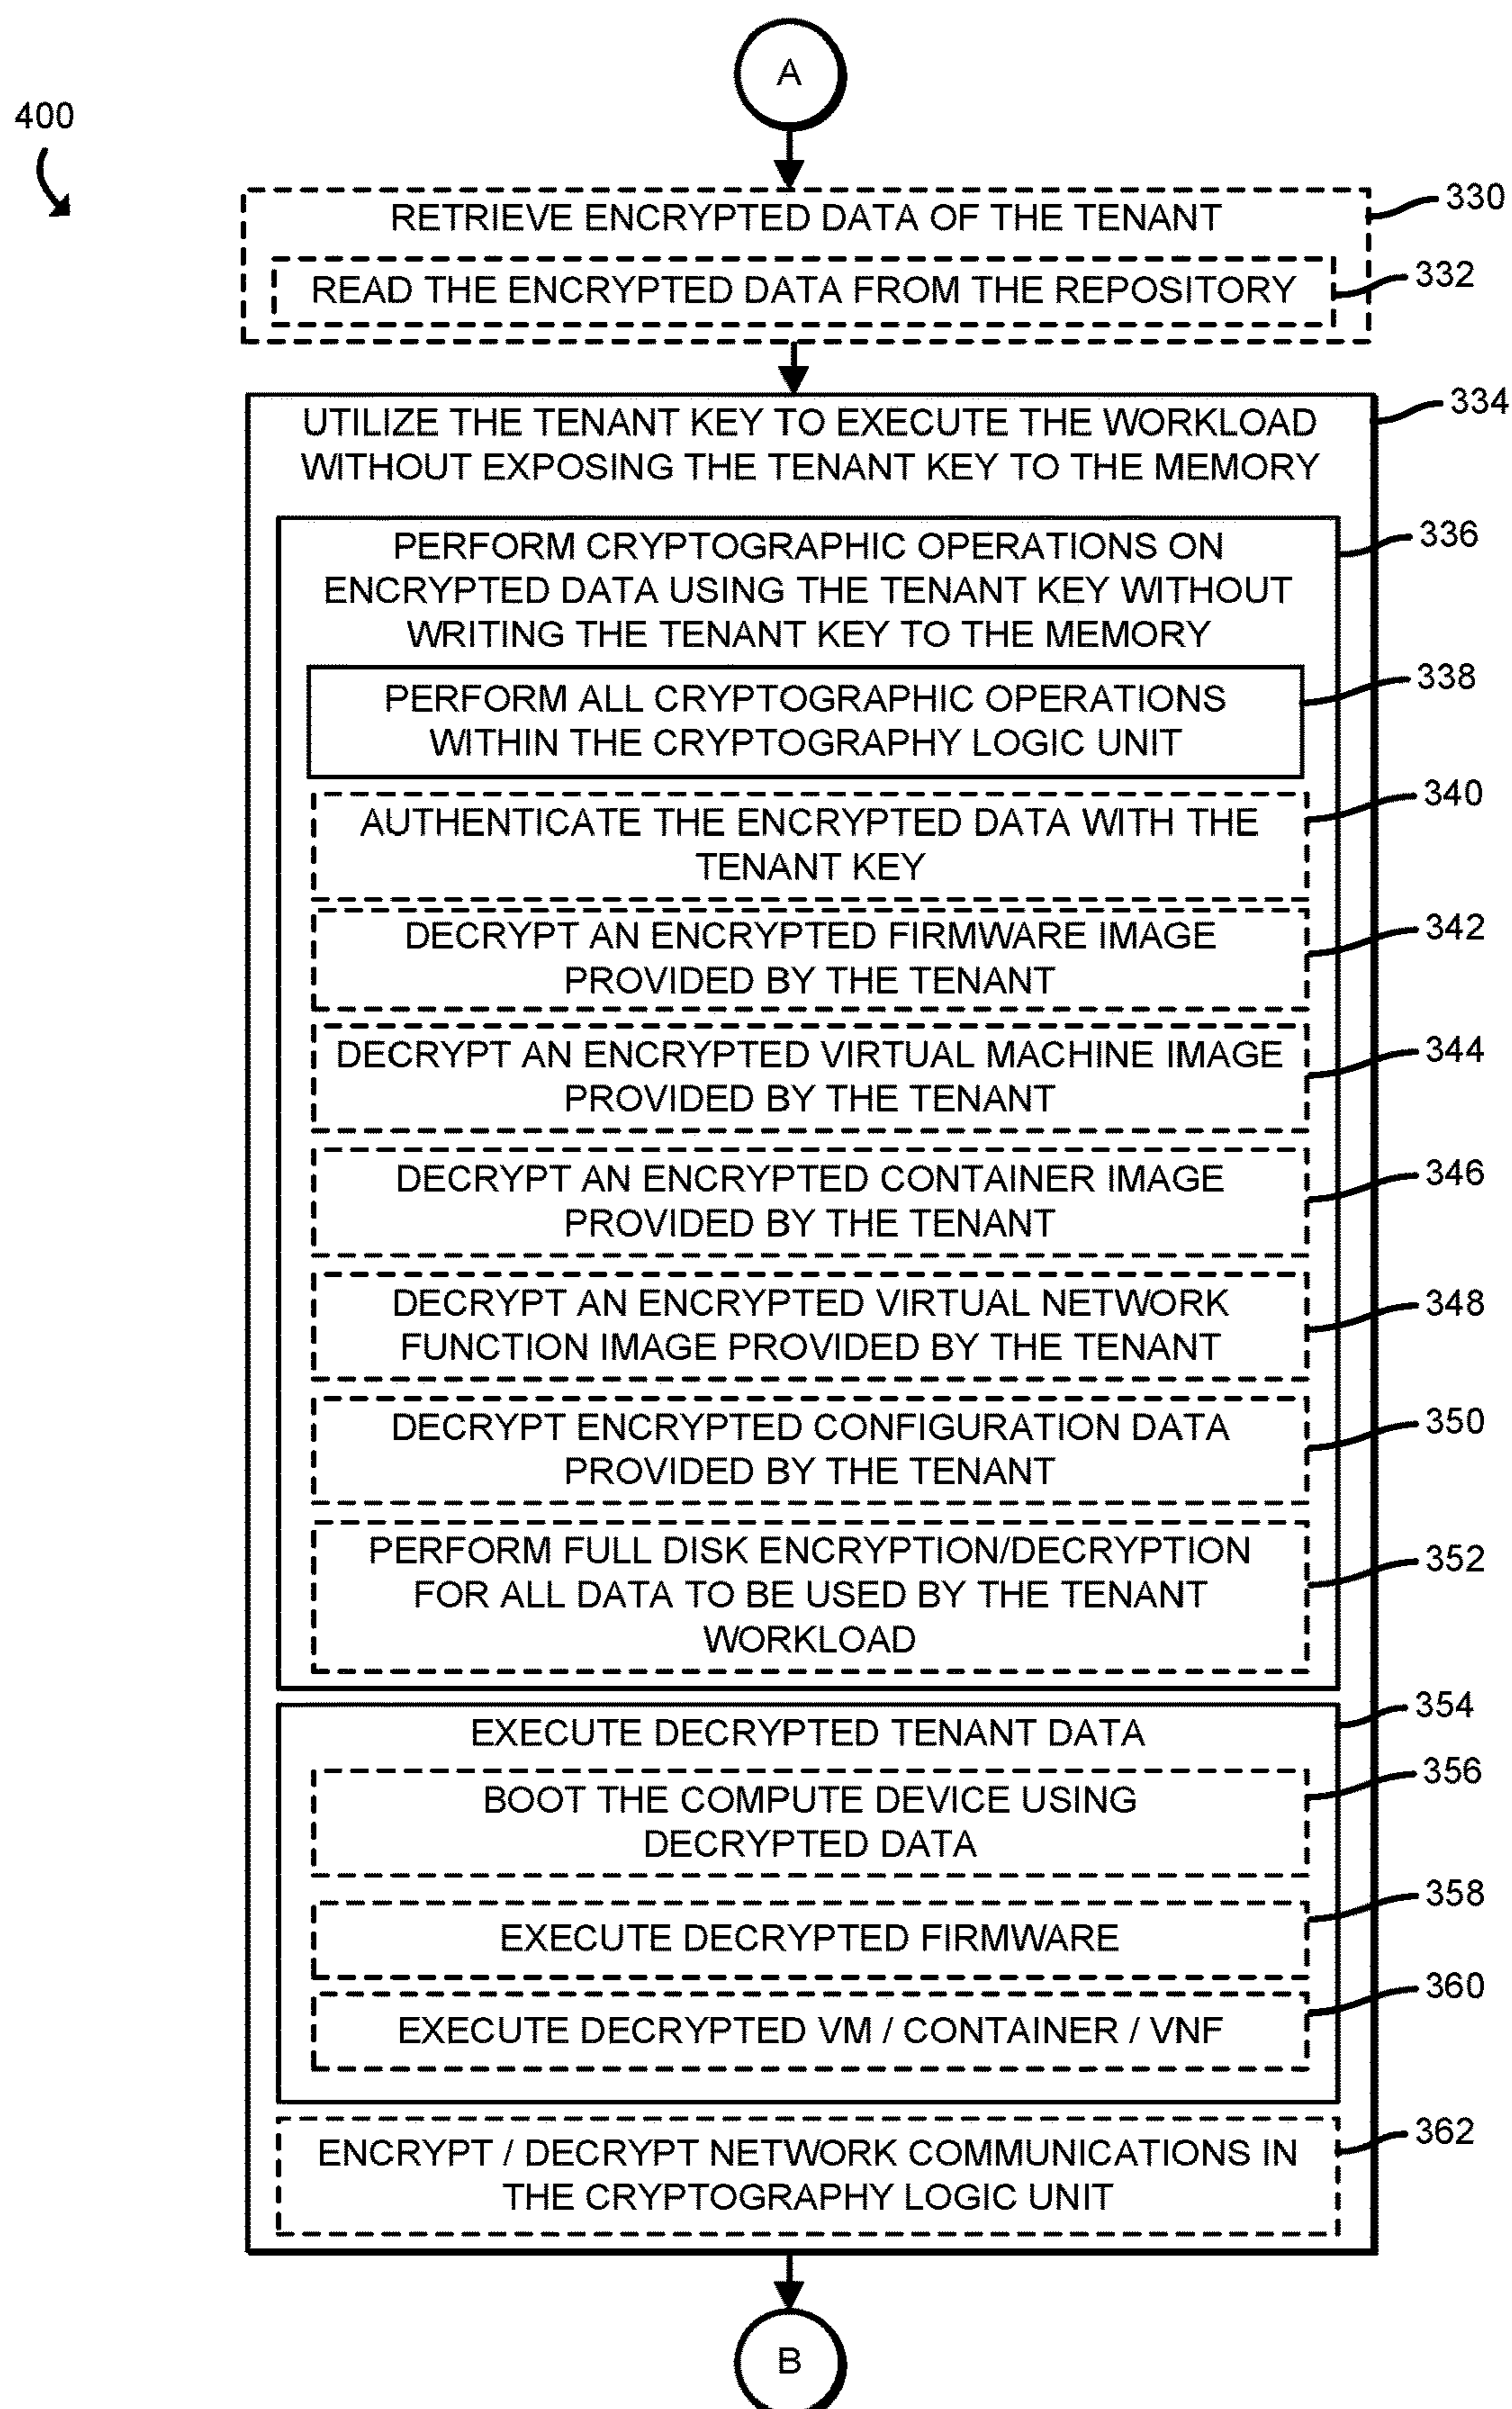 A
400
RETRIEVE ENCRYPTED DATA OF THE TENANT
330
READ THE ENCRYPTED DATA FROM THE REPOSITORY
332
UTILIZE THE TENANT KEY TO EXECUTE THE WORKLOAD
WITHOUT EXPOSING THE TENANT KEY TO THE MEMORY
334
PERFORM CRYPTOGRAPHIC OPERATIONS ON
ENCRYPTED DATA USING THE TENANT KEY WITHOUT
WRITING THE TENANT KEY TO THE MEMORY
336
PERFORM ALL CRYPTOGRAPHIC OPERATIONS
WITHIN THE CRYPTOGRAPHY LOGIC UNIT
338
AUTHENTICATE THE ENCRYPTED DATA WITH THE
TENANT KEY
340
DECRYPT AN ENCRYPTED FIRMWARE IMAGE
PROVIDED BY THE TENANT
342
DECRYPT AN ENCRYPTED VIRTUAL MACHINE IMAGE
PROVIDED BY THE TENANT
344
DECRYPT AN ENCRYPTED CONTAINER IMAGE
PROVIDED BY THE TENANT
346
DECRYPT AN ENCRYPTED VIRTUAL NETWORK
FUNCTION IMAGE PROVIDED BY THE TENANT
348
DECRYPT ENCRYPTED CONFIGURATION DATA
PROVIDED BY THE TENANT
350
PERFORM FULL DISK ENCRYPTION/DECRYPTION
FOR ALL DATA TO BE USED BY THE TENANT
WORKLOAD
352
EXECUTE DECRYPTED TENANT DATA
354
BOOT THE COMPUTE DEVICE USING
DECRYPTED DATA
356
EXECUTE DECRYPTED FIRMWARE
358
EXECUTE DECRYPTED VM / CONTAINER / VNF
360
ENCRYPT / DECRYPT NETWORK COMMUNICATIONS IN
THE CRYPTOGRAPHY LOGIC UNIT
362
B